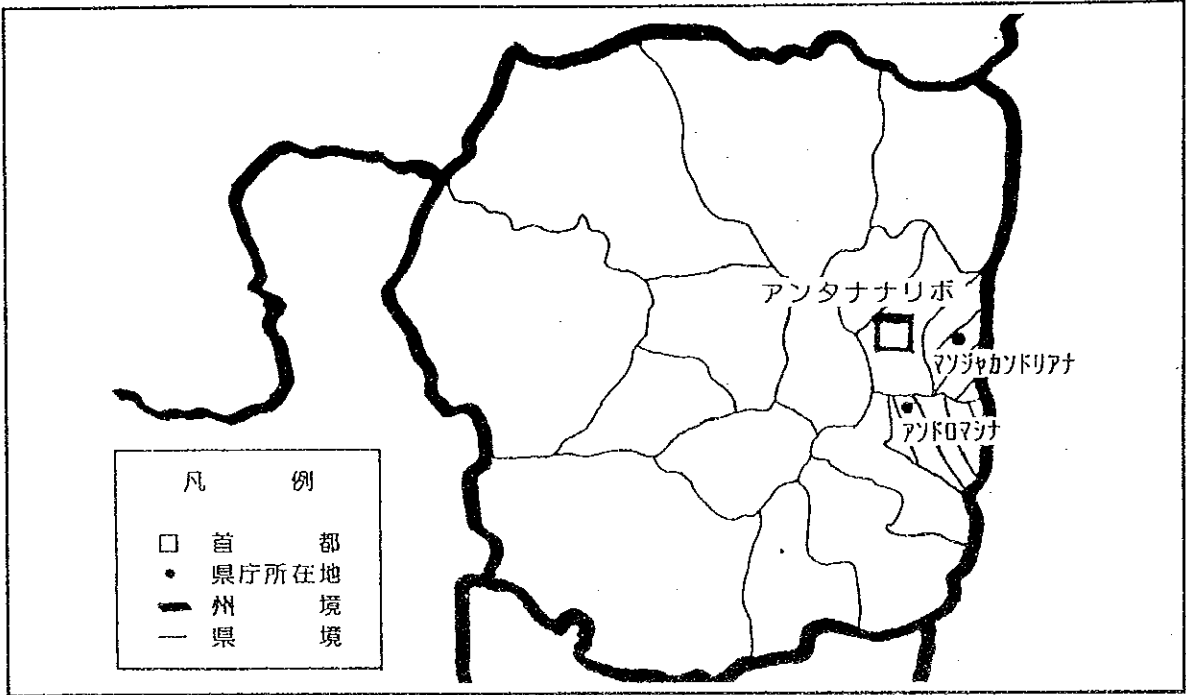 アンタナナリボ
マンジャカンドリアナ
アンドロマシナ
凡 例
□ 首 都
• 県庁所在地
━ 州 境
— 県 境